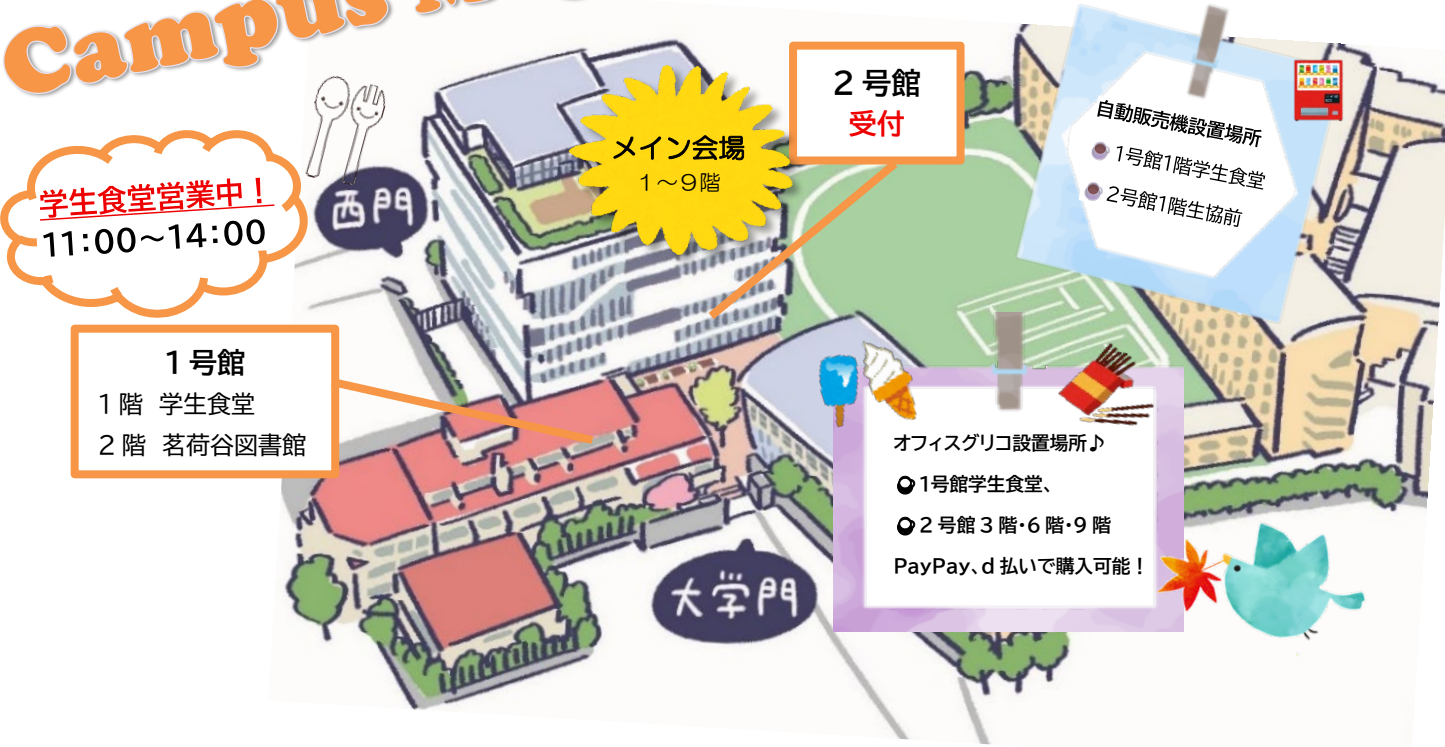 Campus
メイン会場
1～9階
2号館
受付
自動販売機設置場所
1号館1階学生食堂
2号館1階生協前
西門
学生食堂営業中！
11：00～14：00
1号館
1階 学生食堂
2階 茗荷谷図書館
オフィスグリコ設置場所♪
1号館学生食堂、
2号館3階・6階・9階
PayPay、d払いで購入可能！
大学門